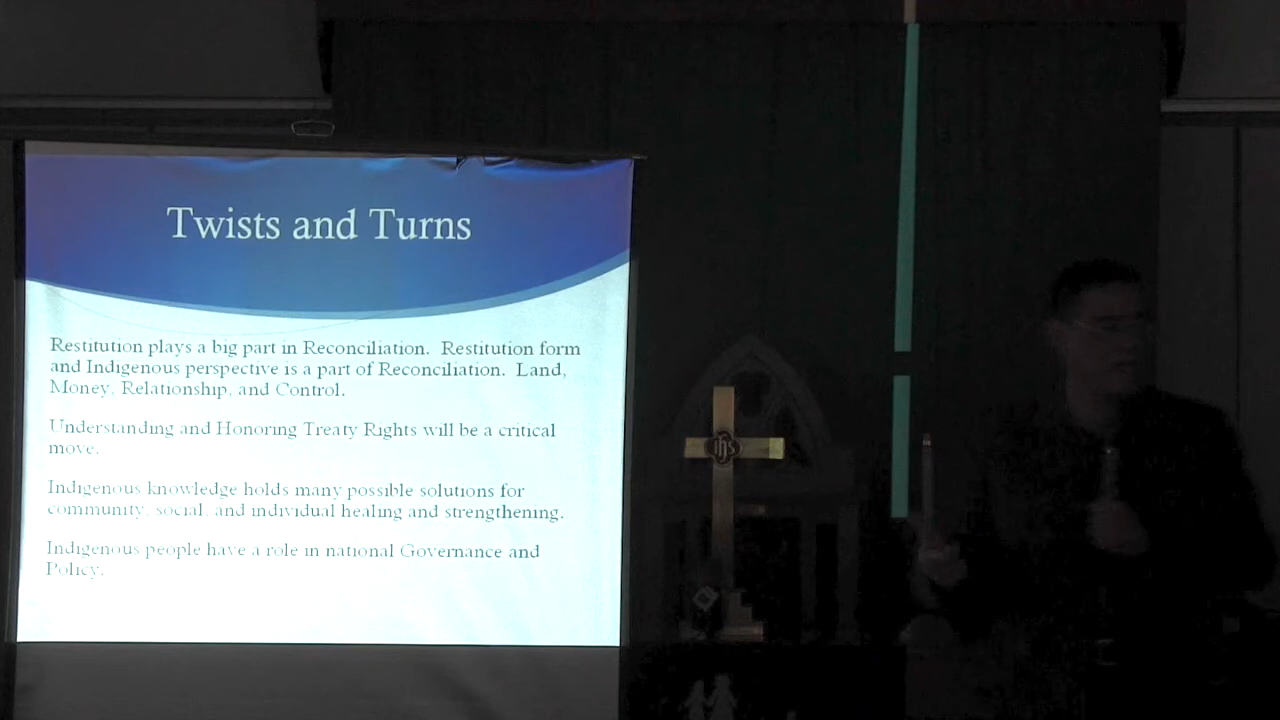 Twists and Turns
Restitution plays a big part in Reconciliation. Restitution form
and Indigenous perspective is a part of Reconciliation. Land,
Money, Relationship, and Control.
Understanding and Honoring Treaty Rights will be a critical
move.
Indigenous knowledge holds many possible solutions for
community, social, and individual healing and strengthening.
Indigenous people have a role in national Governance and
Policy.
ihs